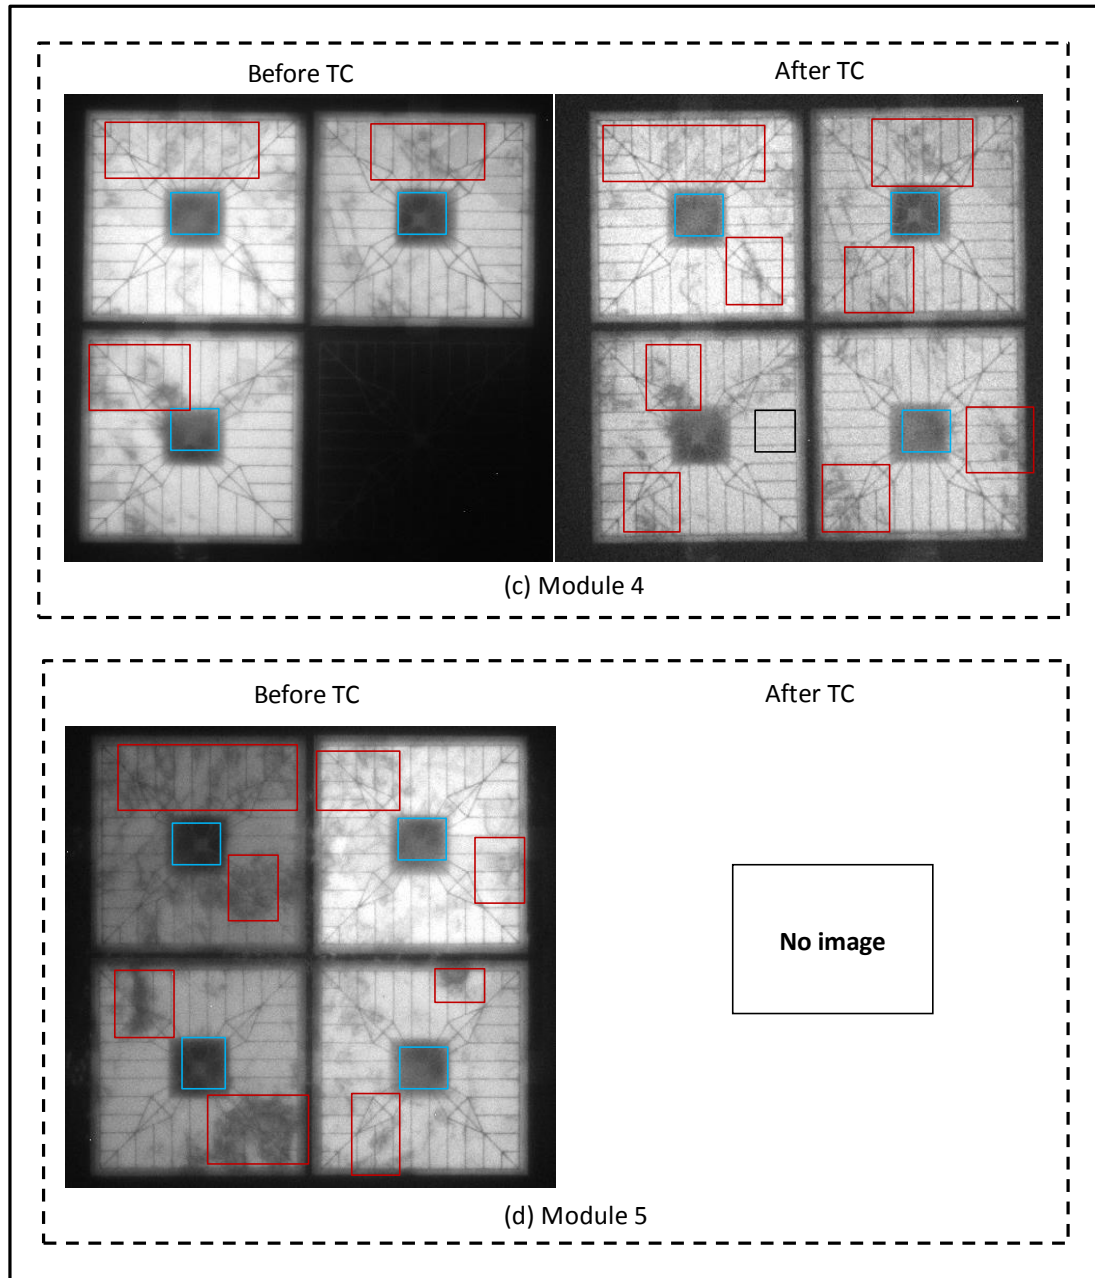 Before TC
After TC
(c) Module 4
Before TC
After TC
No image
(d) Module 5